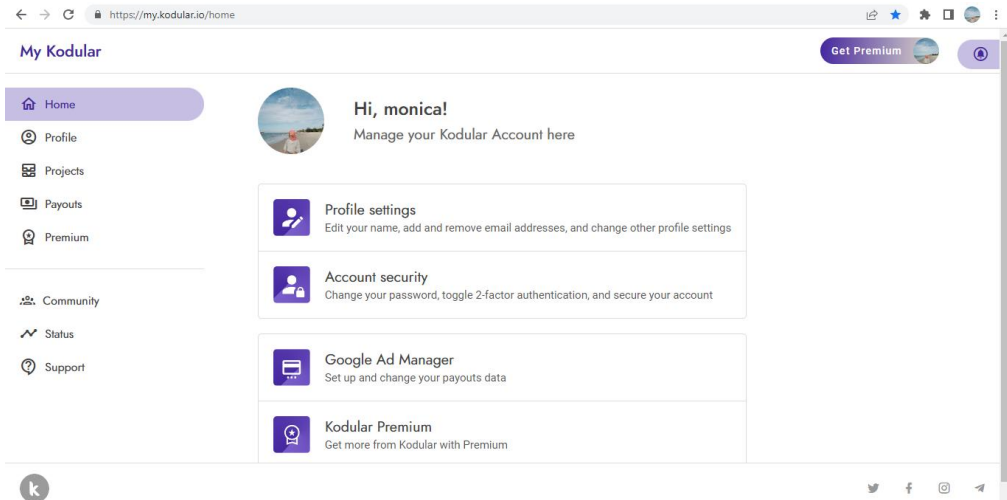 https://my.kodular.io/home
My Kodular
Get Premium
Home
Profile
Projects
Payouts
Premium
Community
Status
Support
Hi, monica!
Manage your Kodular Account here
Profile settings
Edit your name, add and remove email addresses, and change other profile settings
Account security
Change your password, toggle 2-factor authentication, and secure your account
Google Ad Manager
Set up and change your payouts data
Kodular Premium
Get more from Kodular with Premium
k